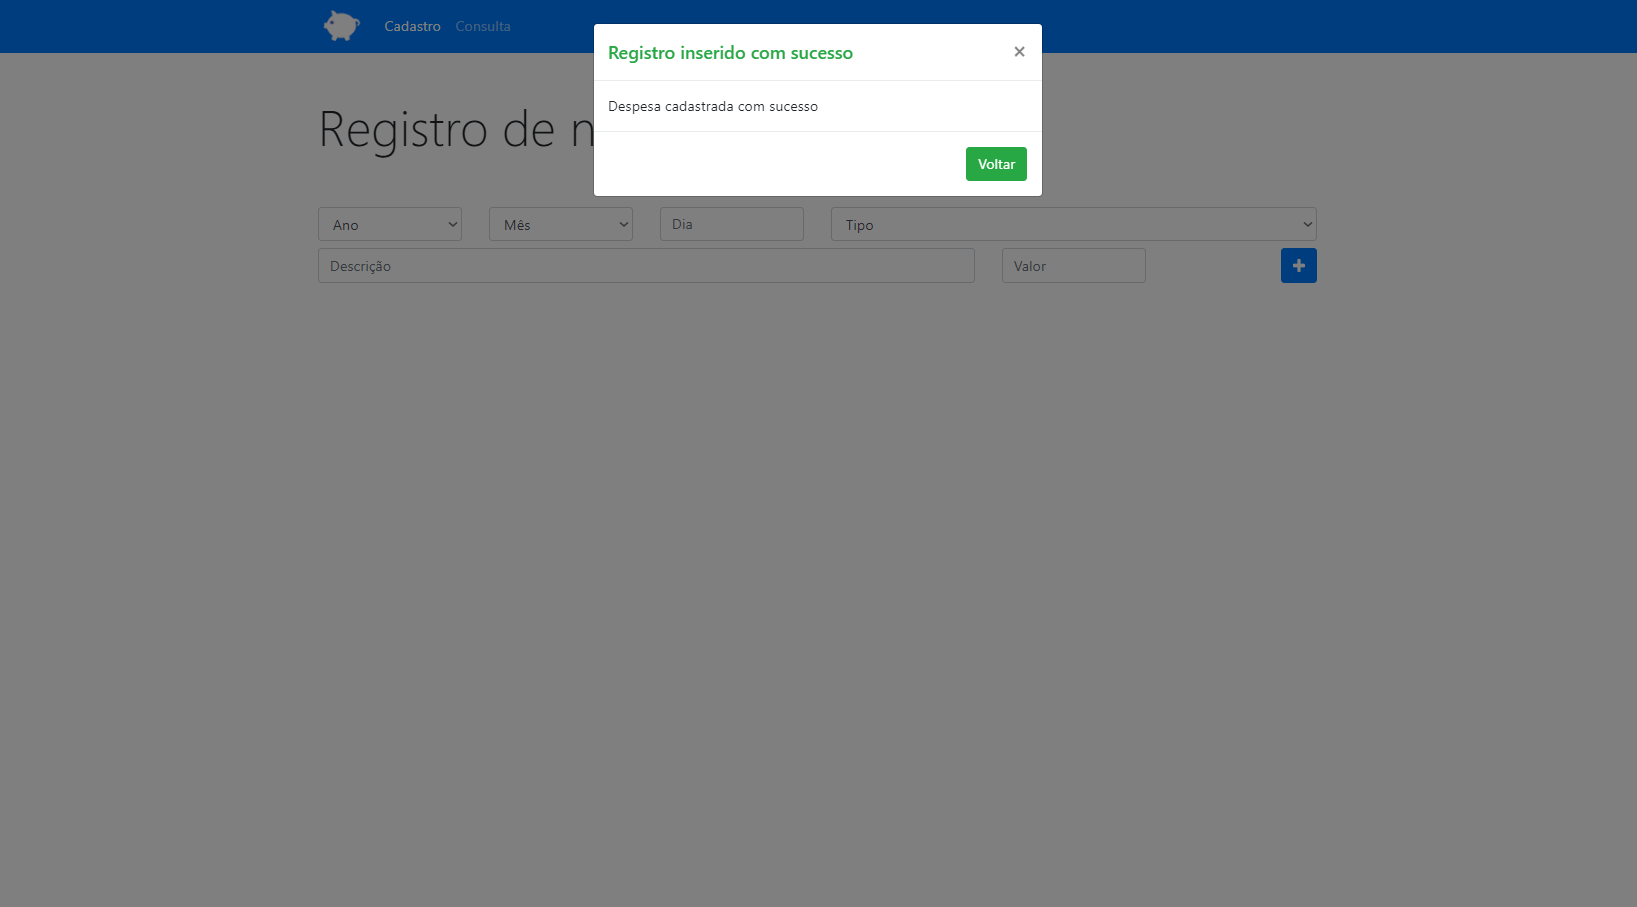 Cadastro Consulta
Registro inserido com sucesso ×
Despesa cadastrada com sucesso
Registro de
Voltar
Ano Mês Dia Tipo
Descrição Valor